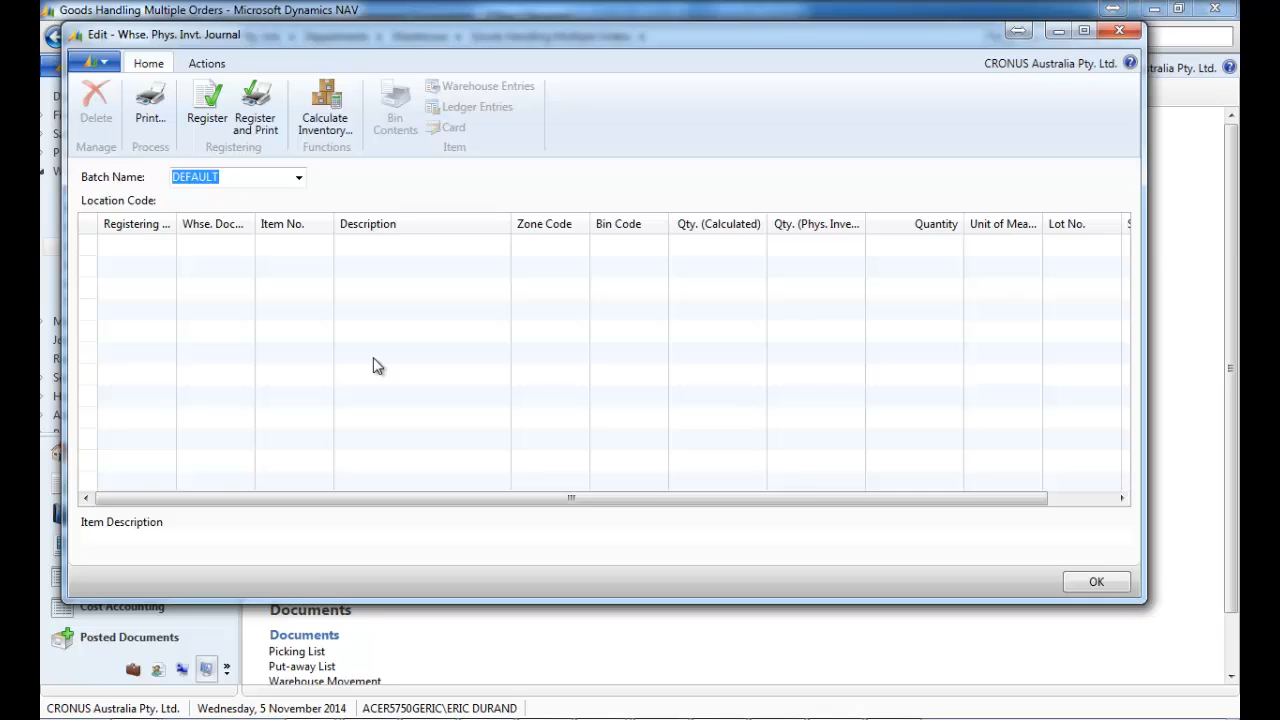 Goods Handling Multiple Orders - Microsoft Dynamics NAV
Edit - Whse. Phys. Invt. Journal
Home
Actions
CRONUS Australia Pty. Ltd.
tralia Pty. Ltd.
Delete
Print...
Register
Register and Print
Calculate Inventory...
Bin Contents
Warehouse Entries
Ledger Entries
Card
Manage
Process
Registering
Functions
Item
Batch Name: DEFAULT
Location Code:
Registering ... Whse. Doc... Item No. Description Zone Code Bin Code Qty. (Calculated) Qty. (Phys. Inve... Quantity Unit of Mea... Lot No.
Item Description
OK
Cost Accounting
Posted Documents
Documents
Documents
Picking List
Put-away List
Warehouse Movement
CRONUS Australia Pty. Ltd. Wednesday, 5 November 2014 ACER5750GERIC\ERIC DURAND